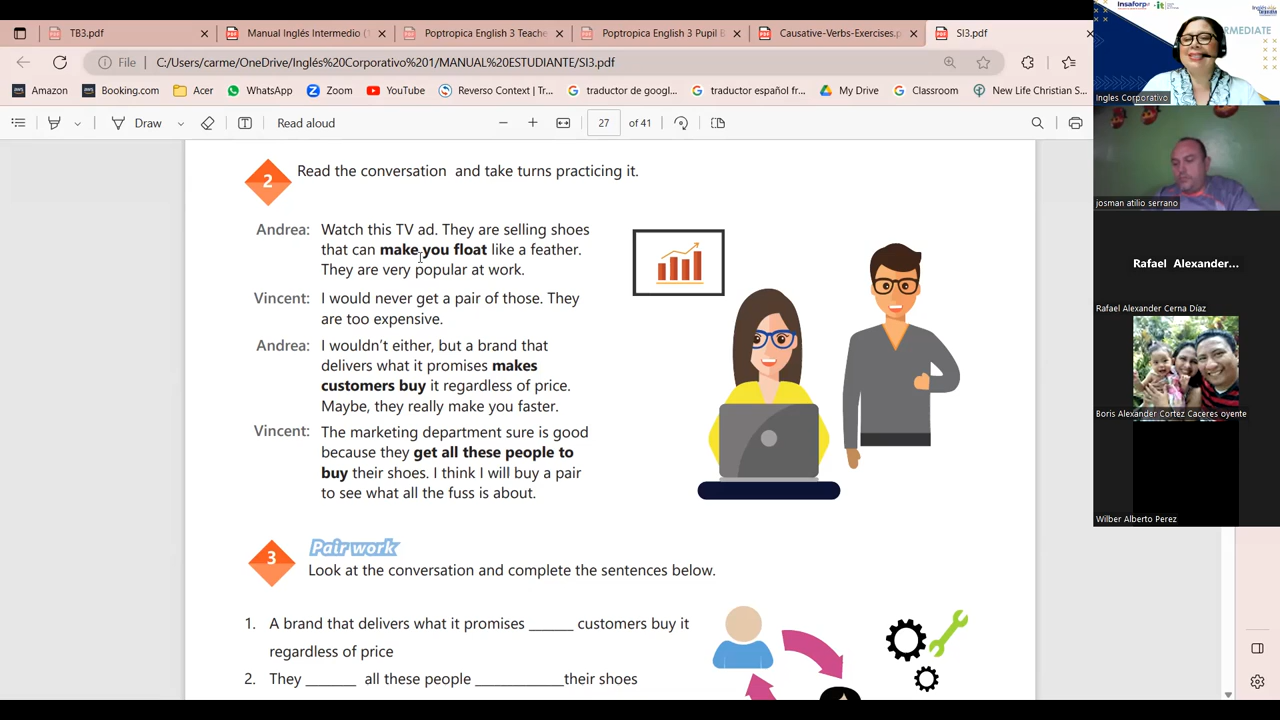 TB3.pdf
Manual Inglés Intermedio (
Poptropica English 3 Teache
Poptropica English 3 Pupil B
Causative-Verbs-Exercises.p
SI3.pdf
File
C:/Users/carme/OneDrive/Inglés%20Corporativo%201/MANU
ESTUDIANTE/SI3.pdf
Amazon
Booking.com
Acer
WhatsApp
Zoom
YouTube
Reverso Context | Tr...
traductor de googl...
traductor español fr...
My Drive
Classroom
New Life Christian S...
Draw
Read aloud
27
of 41
2
Read the conversation and take turns practicing it.
Andrea: Watch this TV ad. They are selling shoes
that can make you float like a feather.
They are very popular at work.
Vincent: I would never get a pair of those. They
are too expensive.
Andrea: I wouldn't either, but a brand that
delivers what it promises makes
customers buy it regardless of price.
Maybe, they really make you faster.
Vincent: The marketing department sure is good
because they get all these people to
buy their shoes. I think I will buy a pair
to see what all the fuss is about.
3
Pair work
Look at the conversation and complete the sentences below.
1. A brand that delivers what it promises ______ customers buy it
regardless of price
2. They _______ all these people ____________their shoes
Insaforp
it
MEDIATE
Ingles Corporativo
josman atilio serrano
Rafael Alexander...
Rafael Alexander Cerna Díaz
Boris Alexander Cortez Caceres oyente
Wilber Alberto Perez